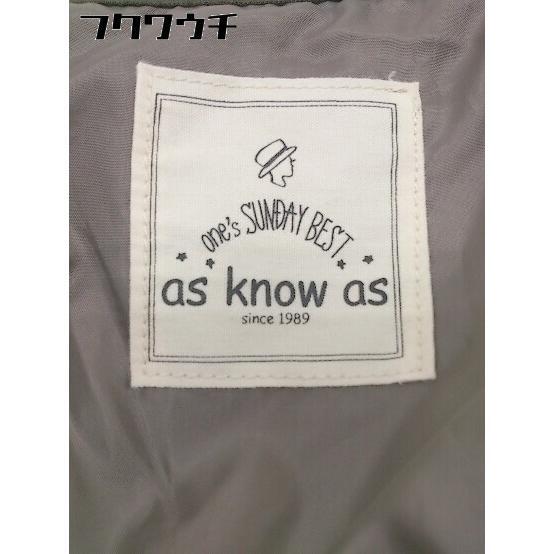 フクワウチ
one's SUNDAY BEST
as know as
since 1989